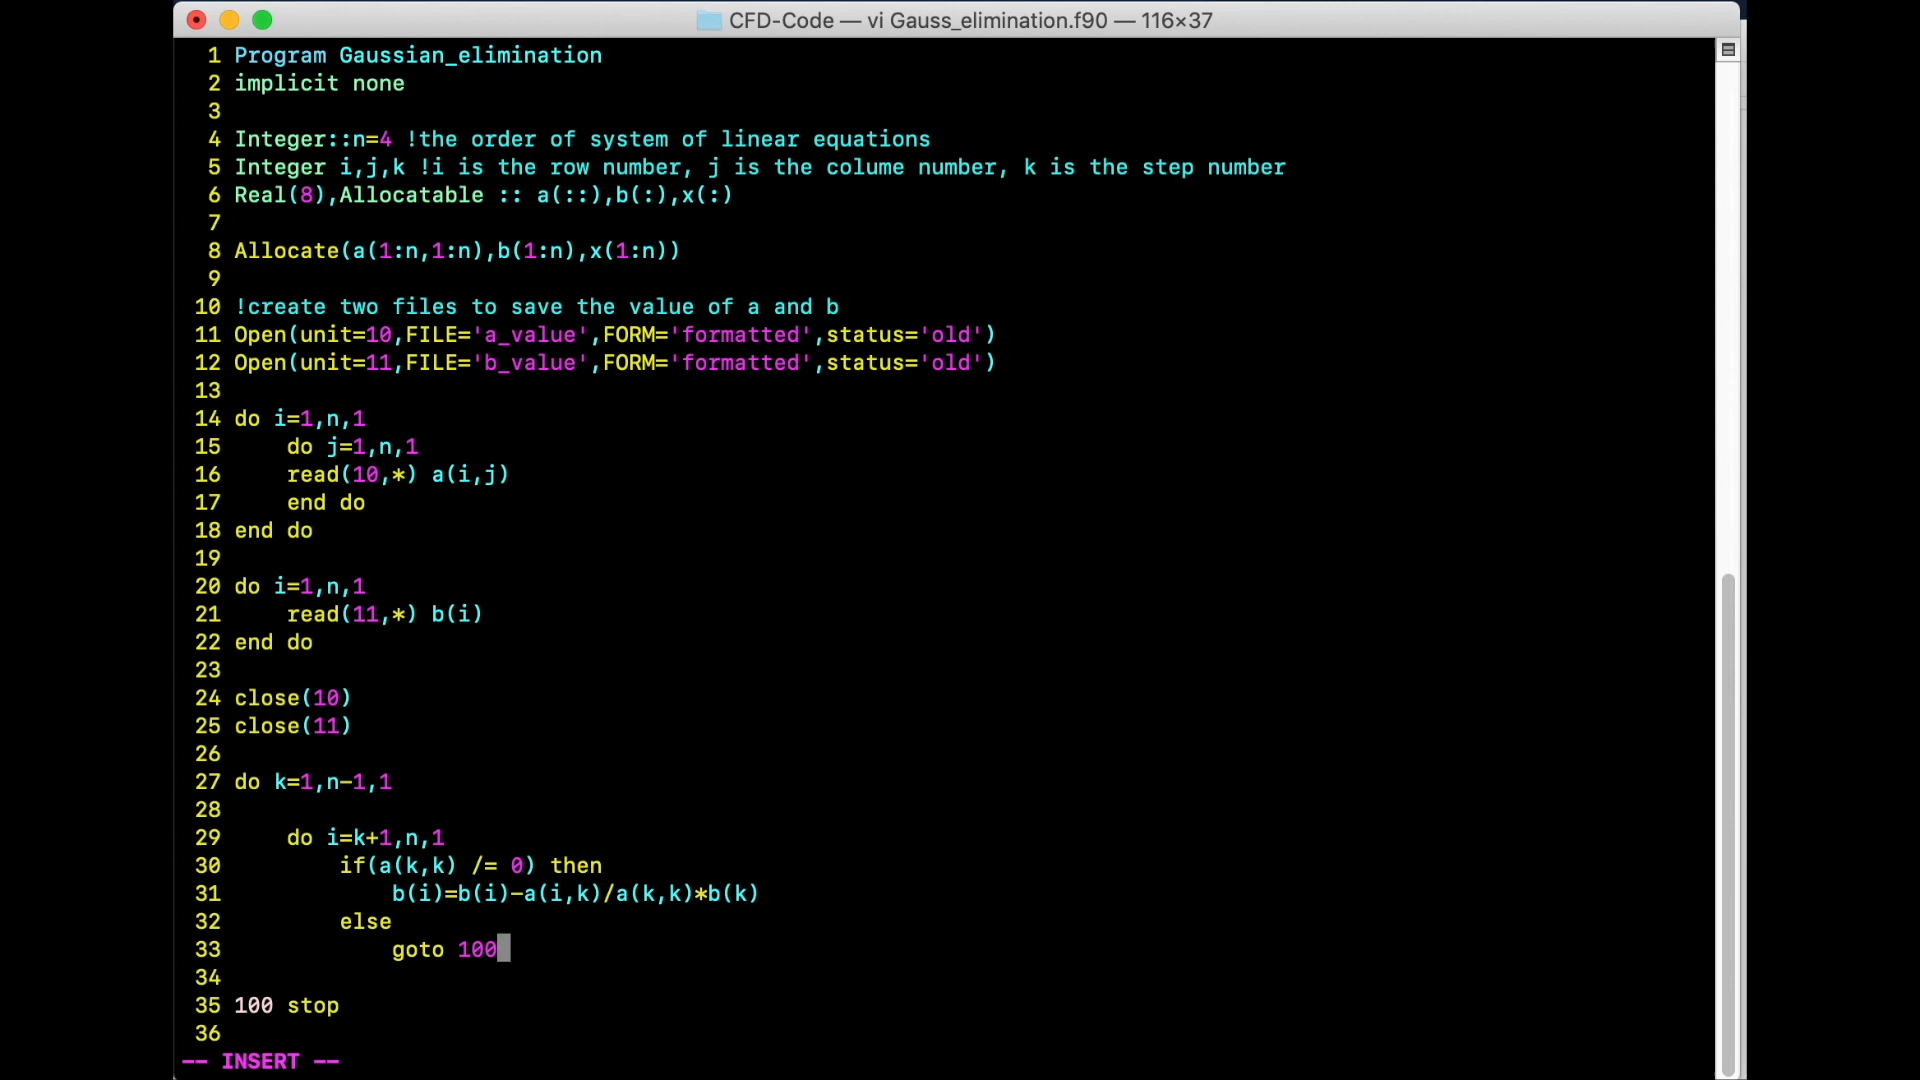 CFD-Code — vi Gauss_elimination.f90 — 116×37
1 Program Gaussian_elimination
2 implicit none
3
4 Integer::n=4 !the order of system of linear equations
5 Integer i,j,k !i is the row number, j is the colume number, k is the step number
6 Real(8),Allocatable :: a(::),b(:),x(:)
7
8 Allocate(a(1:n,1:n),b(1:n),x(1:n))
9
10 !create two files to save the value of a and b
11 Open(unit=10,FILE='a_value',FORM='formatted',status='old')
12 Open(unit=11,FILE='b_value',FORM='formatted',status='old')
13
14 do i=1,n,1
15     do j=1,n,1
16     read(10,*) a(i,j)
17     end do
18 end do
19
20 do i=1,n,1
21     read(11,*) b(i)
22 end do
23
24 close(10)
25 close(11)
26
27 do k=1,n-1,1
28
29     do i=k+1,n,1
30         if(a(k,k) /= 0) then
31             b(i)=b(i)-a(i,k)/a(k,k)*b(k)
32         else
33             goto 100
34
35 100 stop
36
-- INSERT --